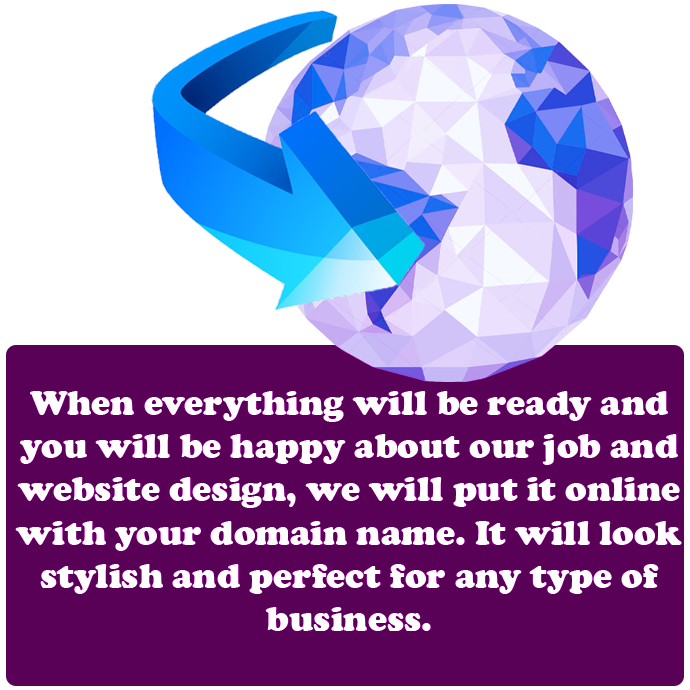 When everything will be ready and
you will be happy about our job and
website design, we will put it online
with your domain name. It will look
stylish and perfect for any type of
business.